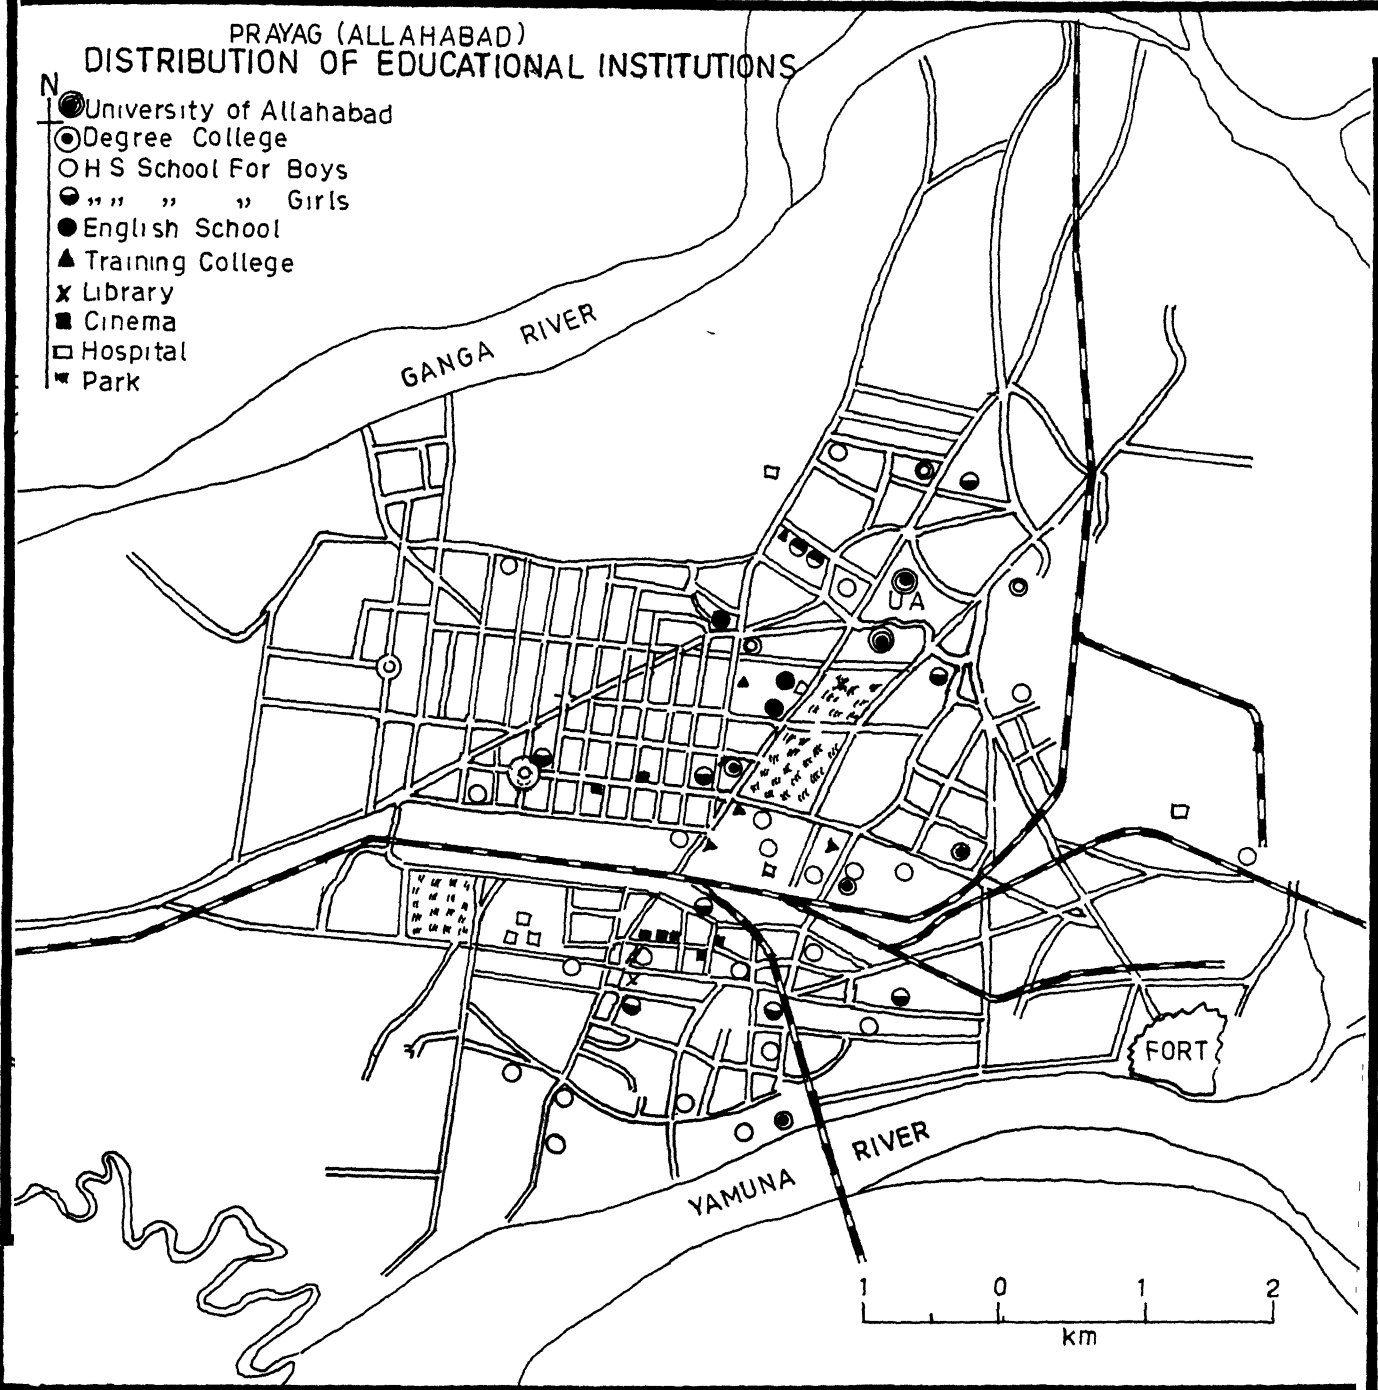 PRAYAG (ALLAHABAD)
DISTRIBUTION OF EDUCATIONAL INSTITUTIONS
N
University of Allahabad
Degree College
H S School For Boys
,, ,, ,, ,, Girls
English School
Training College
x Library
Cinema
Hospital
Park
GANGA RIVER
UA
FORT
YAMUNA RIVER
1 0 1 2
km